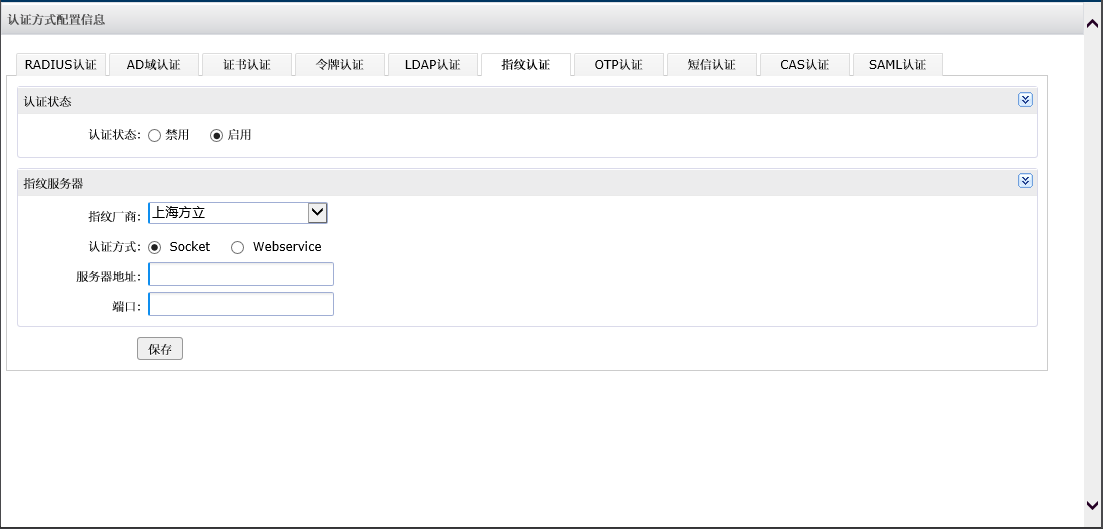 认证方式配置信息
RADIUS认证 AD域认证 证书认证 令牌认证 LDAP认证 指纹认证 OTP认证 短信认证 CAS认证 SAML认证
认证状态
认证状态: 禁用 启用
指纹服务器
指纹厂商: 上海方立
认证方式: Socket Webservice
服务器地址:
端口:
保存